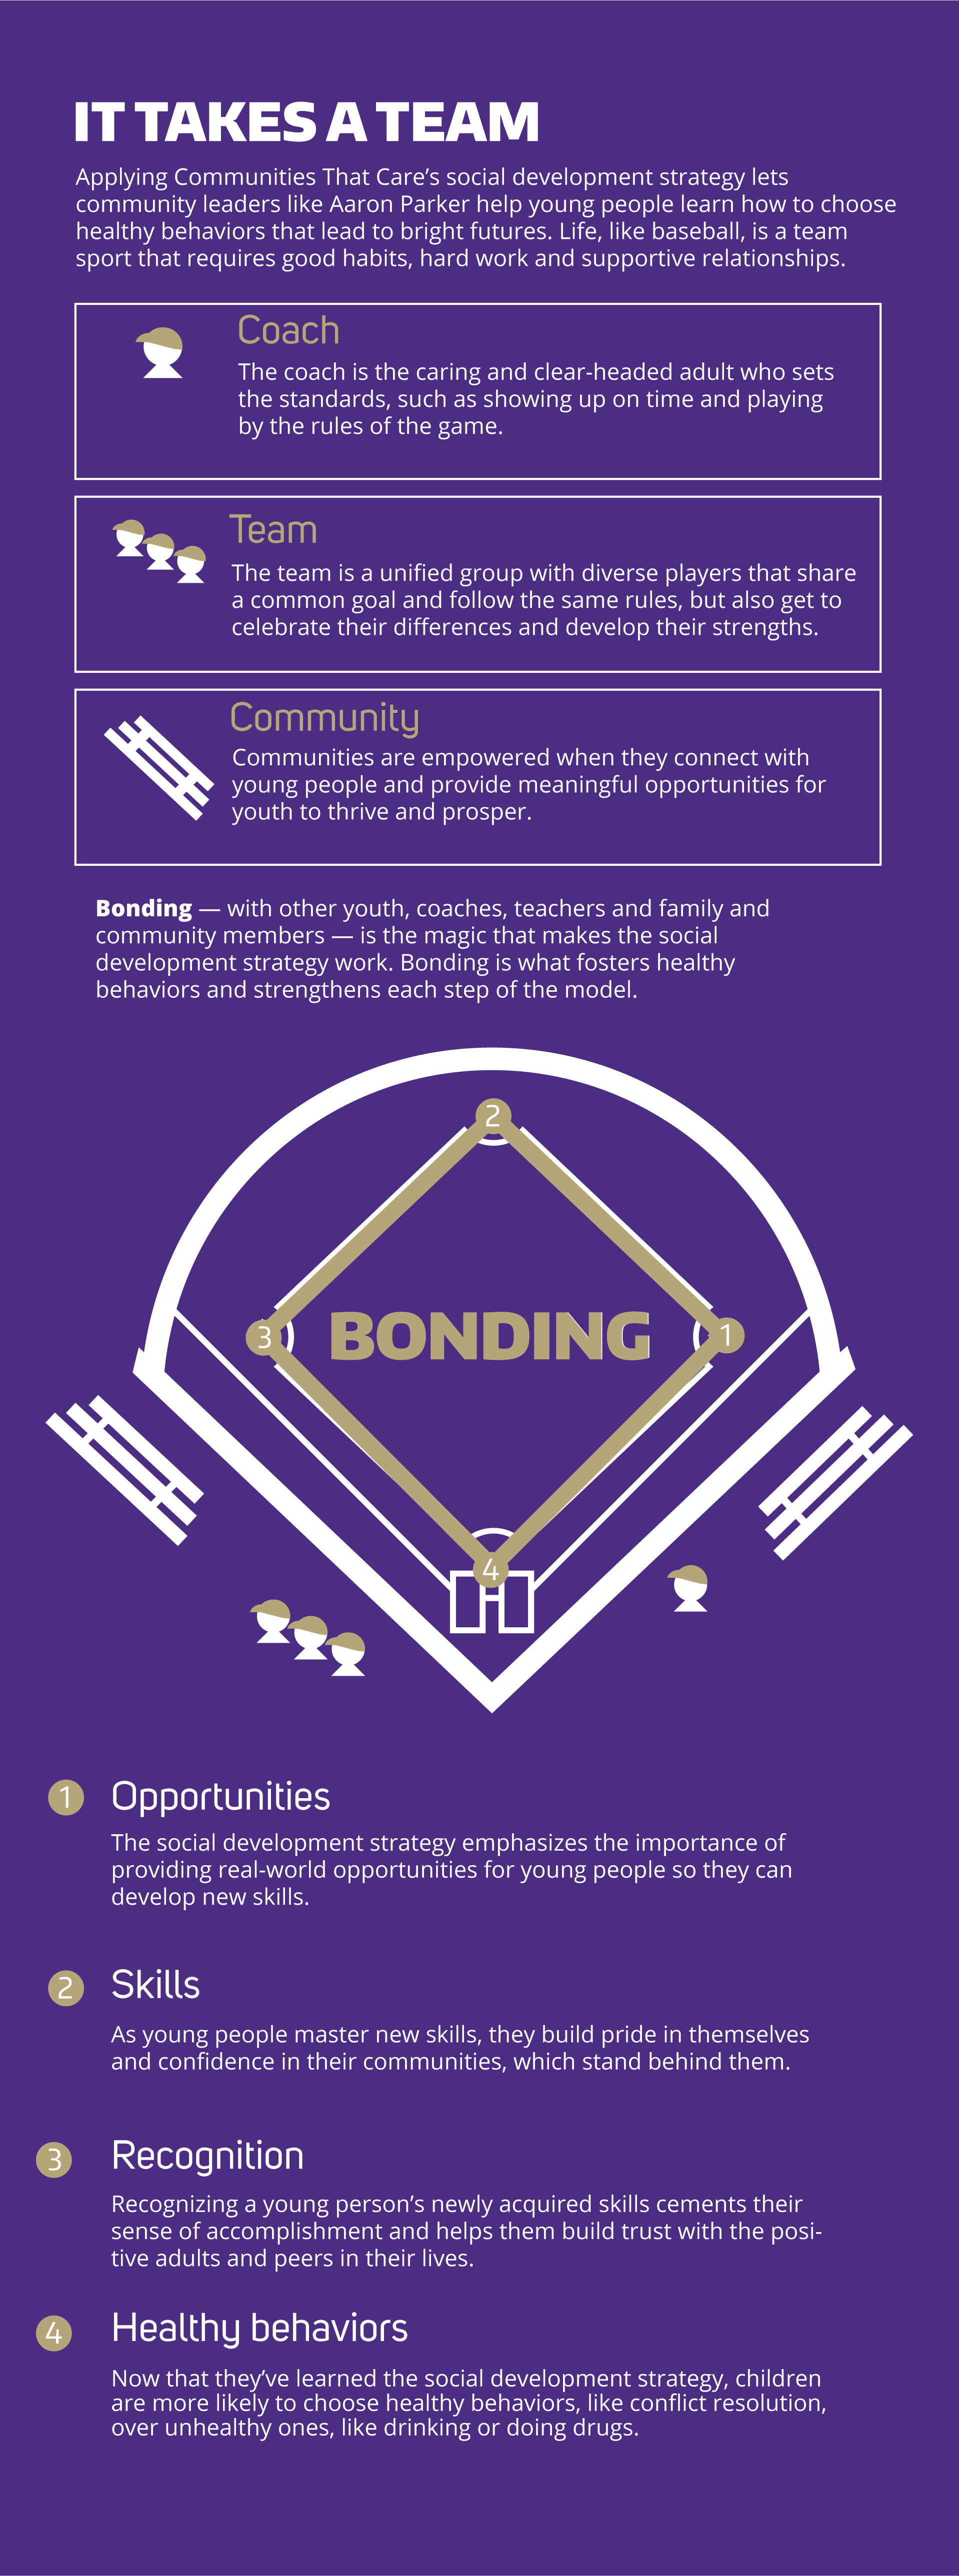 IT TAKES A TEAM
Applying Communities That Care’s social development strategy lets
community leaders like Aaron Parker help young people learn how to choose
healthy behaviors that lead to bright futures. Life, like baseball, is a team
sport that requires good habits, hard work and supportive relationships.
Coach
The coach is the caring and clear-headed adult who sets
the standards, such as showing up on time and playing
by the rules of the game.
Team
The team is a unified group with diverse players that share
a common goal and follow the same rules, but also get to
celebrate their differences and develop their strengths.
Community
Communities are empowered when they connect with
young people and provide meaningful opportunities for
youth to thrive and prosper.
Bonding — with other youth, coaches, teachers and family and
community members — is the magic that makes the social
development strategy work. Bonding is what fosters healthy
behaviors and strengthens each step of the model.
2
3 BONDING 1
4
1 Opportunities
The social development strategy emphasizes the importance of
providing real-world opportunities for young people so they can
develop new skills.
2 Skills
As young people master new skills, they build pride in themselves
and confidence in their communities, which stand behind them.
3 Recognition
Recognizing a young person’s newly acquired skills cements their
sense of accomplishment and helps them build trust with the posi-
tive adults and peers in their lives.
4 Healthy behaviors
Now that they’ve learned the social development strategy, children
are more likely to choose healthy behaviors, like conflict resolution,
over unhealthy ones, like drinking or doing drugs.